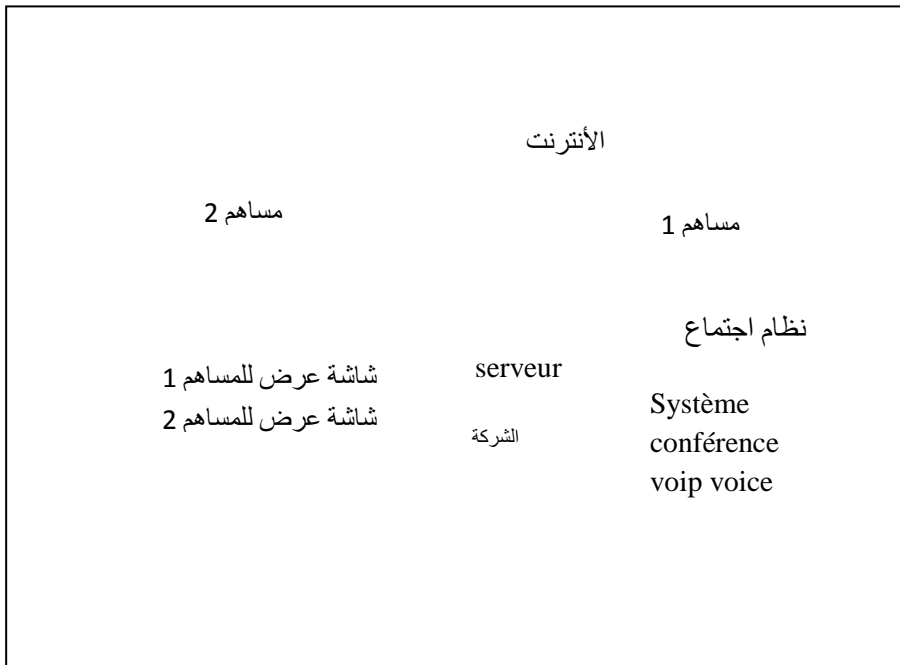 الأنترنت
مساهم 1
مساهم 2
نظام اجتماع
Système
conférence
voip voice
serveur
الشركة
شاشة عرض للمساهم 1
شاشة عرض للمساهم 2